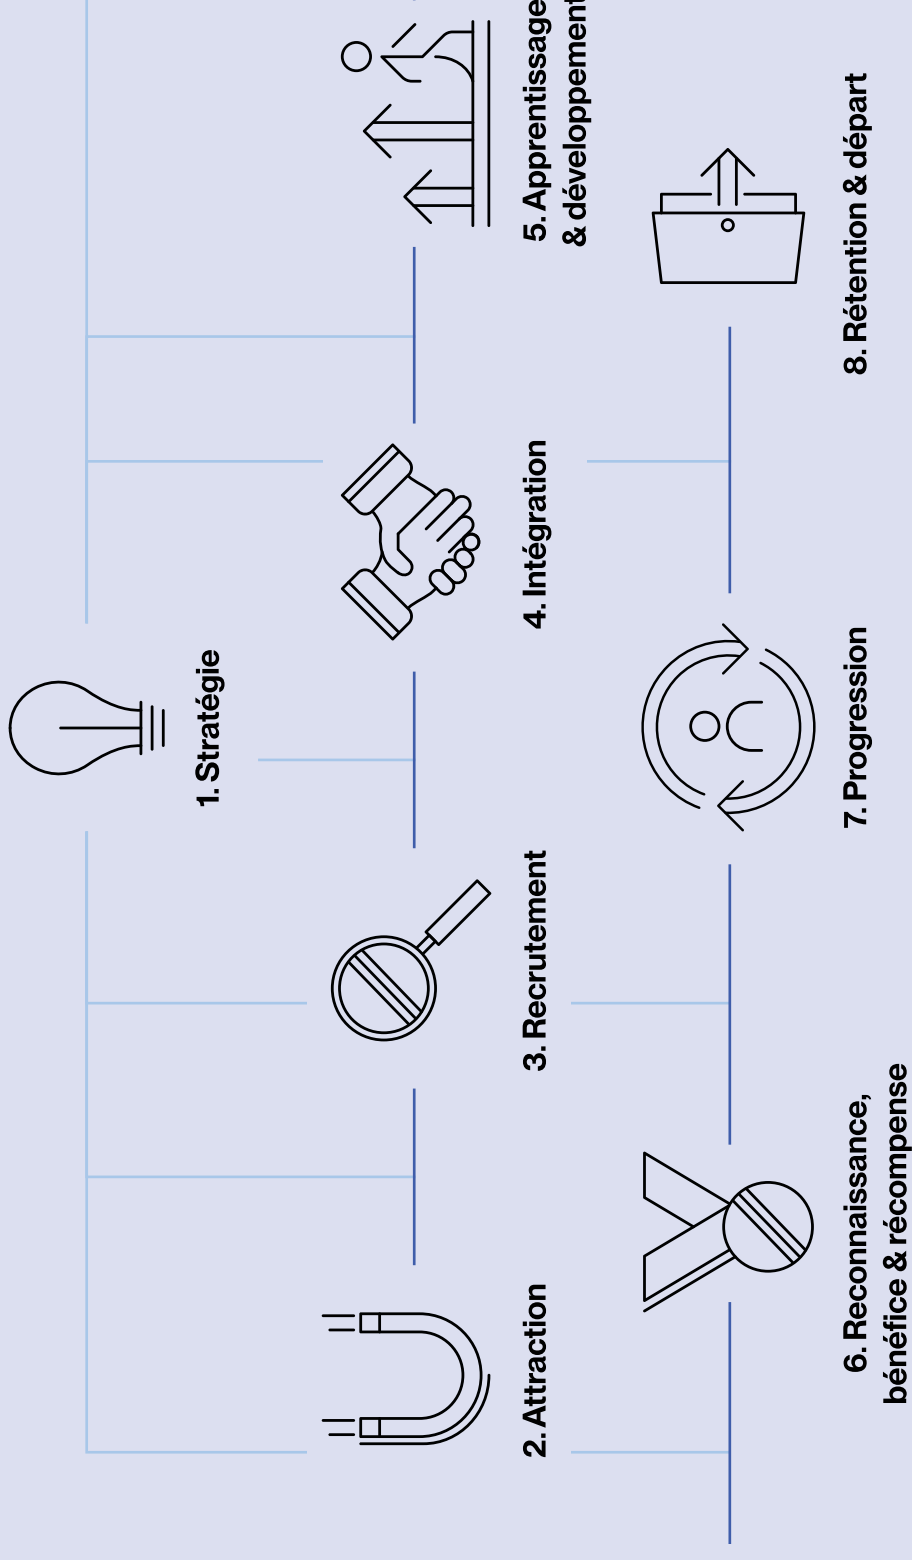 1. Stratégie
2. Attraction
3. Recrutement
4. Intégration
5. Apprentissage
& développement
6. Reconnaissance,
bénéfice & récompense
7. Progression
8. Rétention & départ